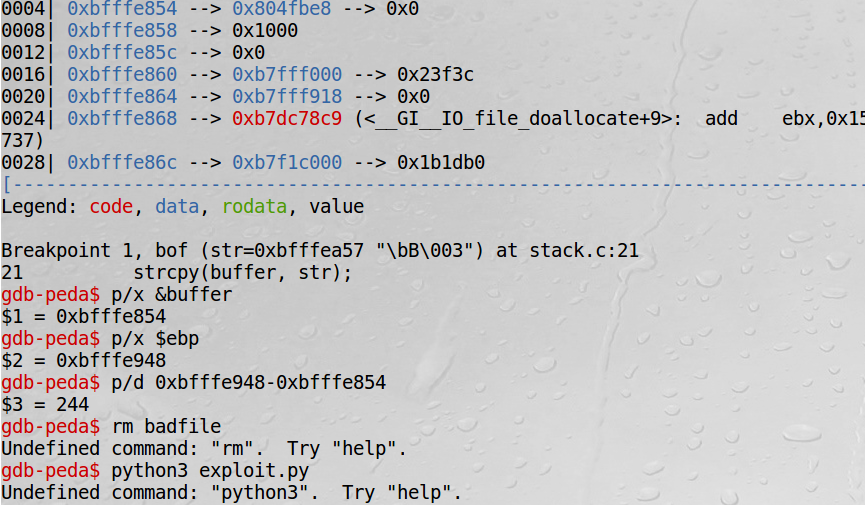 0004| 0xbfffe854 --> 0x804fbe8 --> 0x0
0008| 0xbfffe858 --> 0x1000
0012| 0xbfffe85c --> 0x0
0016| 0xbfffe860 --> 0xb7fff000 --> 0x23f3c
0020| 0xbfffe864 --> 0xb7fff918 --> 0x0
0024| 0xbfffe868 --> 0xb7dc78c9 (<__GI__IO_file_doallocate+9>:  add    ebx,0x15
737)
0028| 0xbfffe86c --> 0xb7f1c000 --> 0x1b1db0
[------------------------------------------------------------------------------
Legend: code, data, rodata, value
Breakpoint 1, bof (str=0xbfffea57 "\bB\003") at stack.c:21
21          strcpy(buffer, str);
gdb-peda$ p/x &buffer
$1 = 0xbfffe854
gdb-peda$ p/x $ebp
$2 = 0xbfffe948
gdb-peda$ p/d 0xbfffe948-0xbfffe854
$3 = 244
gdb-peda$ rm badfile
Undefined command: "rm".  Try "help".
gdb-peda$ python3 exploit.py
Undefined command: "python3".  Try "help".